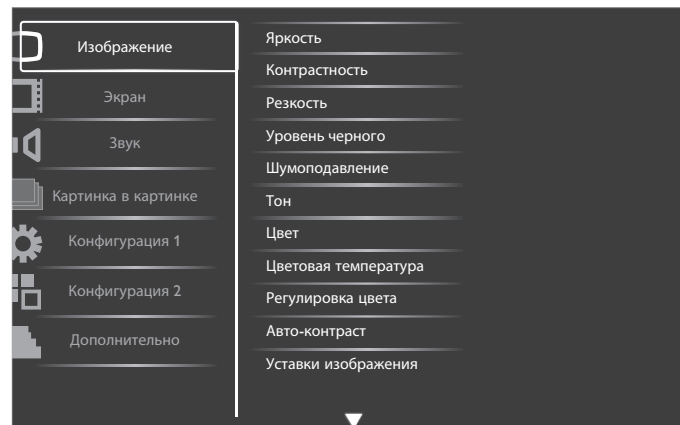 Изображение
Экран
Звук
Картинка в картинке
Конфигурация 1
Конфигурация 2
Дополнительно
Яркость
Контрастность
Резкость
Уровень черного
Шумоподавление
Тон
Цвет
Цветовая температура
Регулировка цвета
Авто-контраст
Уставки изображения